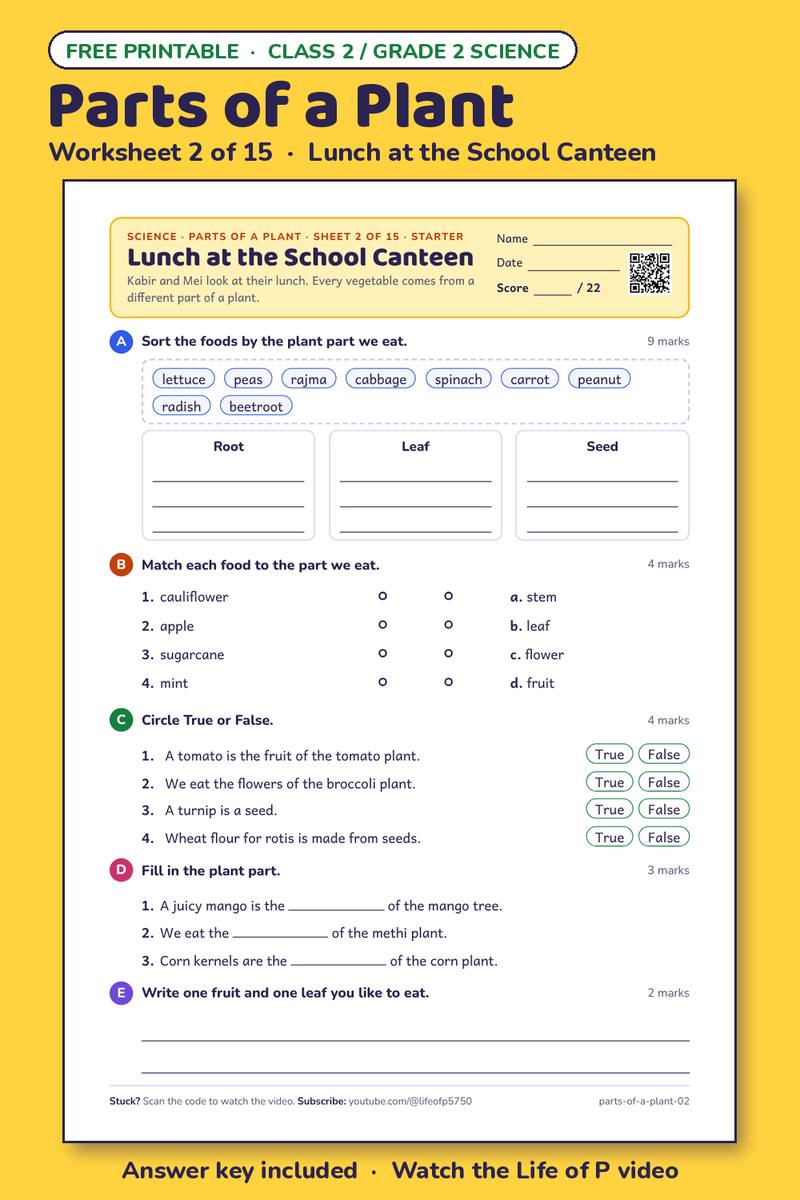 FREE PRINTABLE · CLASS 2 / GRADE 2 SCIENCE
Parts of a Plant
Worksheet 2 of 15 · Lunch at the School Canteen
SCIENCE · PARTS OF A PLANT · SHEET 2 OF 15 · STARTER
Lunch at the School Canteen
Kabir and Mei look at their lunch. Every vegetable comes from a
different part of a plant.
Name
Date
Score / 22
A Sort the foods by the plant part we eat. 9 marks
lettuce peas rajma cabbage spinach carrot peanut
radish beetroot
Root Leaf Seed
B Match each food to the part we eat. 4 marks
1. cauliflower a. stem
2. apple b. leaf
3. sugarcane c. flower
4. mint d. fruit
C Circle True or False. 4 marks
1. A tomato is the fruit of the tomato plant. True False
2. We eat the flowers of the broccoli plant. True False
3. A turnip is a seed. True False
4. Wheat flour for rotis is made from seeds. True False
D Fill in the plant part. 3 marks
1. A juicy mango is the ____________ of the mango tree.
2. We eat the ____________ of the methi plant.
3. Corn kernels are the ____________ of the corn plant.
E Write one fruit and one leaf you like to eat. 2 marks
Stuck? Scan the code to watch the video. Subscribe: youtube.com/@lifeofp5750 parts-of-a-plant-02
Answer key included · Watch the Life of P video